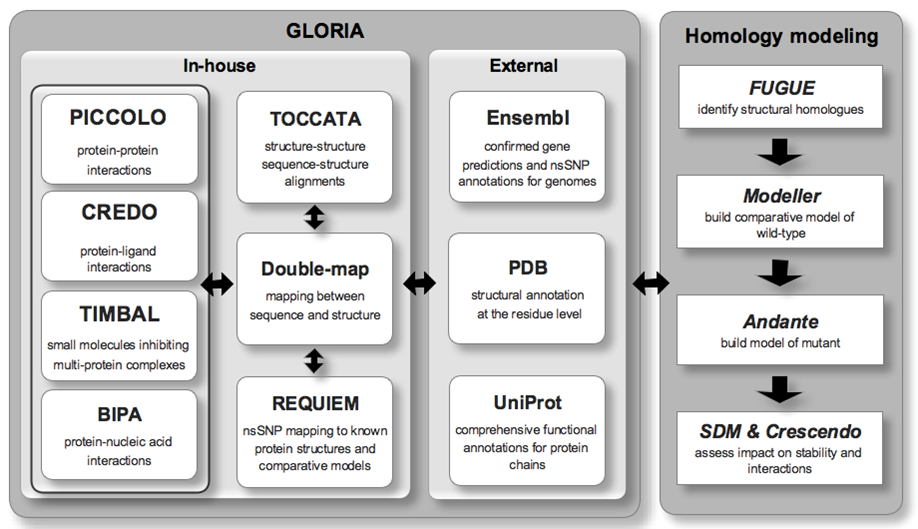 GLORIA
In-house
PICCOLO
protein-protein
interactions
CREDO
protein-ligand
interactions
TIMBAL
small molecules inhibiting
multi-protein complexes
BIPA
protein-nucleic acid
interactions
TOCCATA
structure-structure
sequence-structure
alignments
Double-map
mapping between
sequence and structure
REQUIEM
nsSNP mapping to known
protein structures and
comparative models
External
Ensembl
confirmed gene
predictions and nsSNP
annotations for genomes
PDB
structural annotation
at the residue level
UniProt
comprehensive functional
annotations for protein
chains
Homology modeling
FUGUE
identify structural homologues
Modeller
build comparative model of
wild-type
Andante
build model of mutant
SDM & Crescendo
assess impact on stability and
interactions